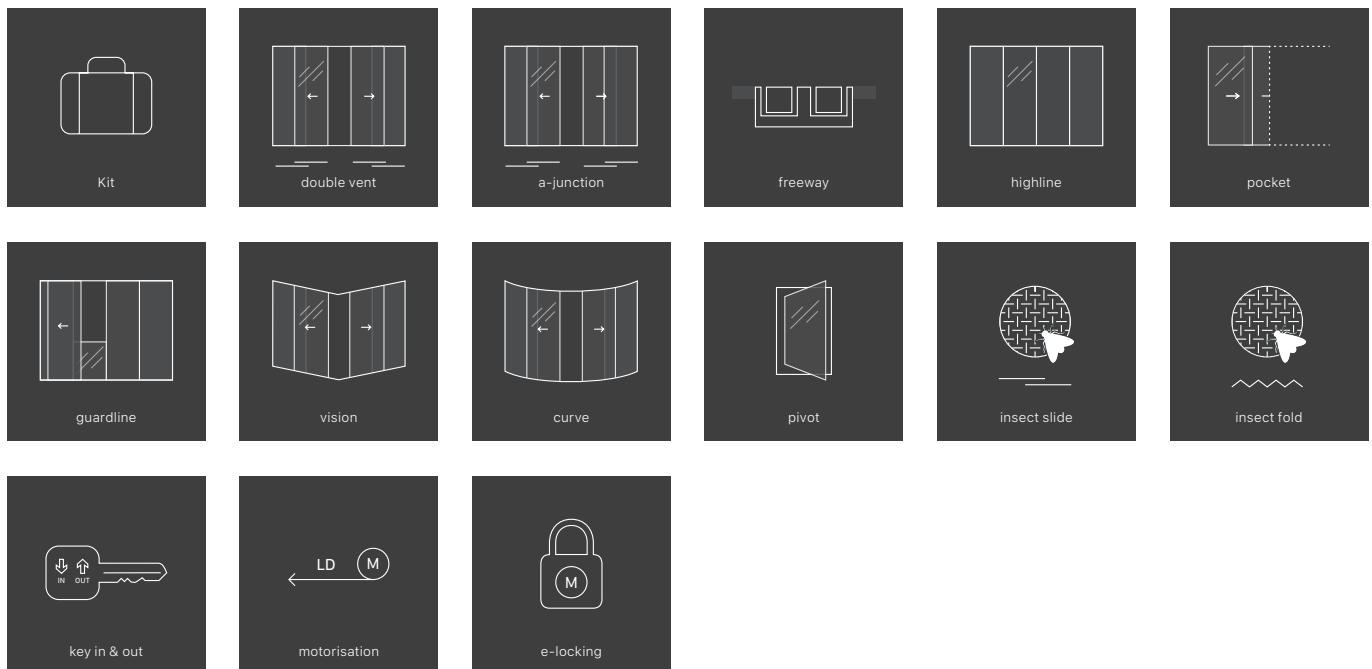 Kit
double vent
a-junction
freeway
highline
pocket
guardline
vision
curve
pivot
insect slide
insect fold
IN OUT
key in & out
LD M
motorisation
M
e-locking